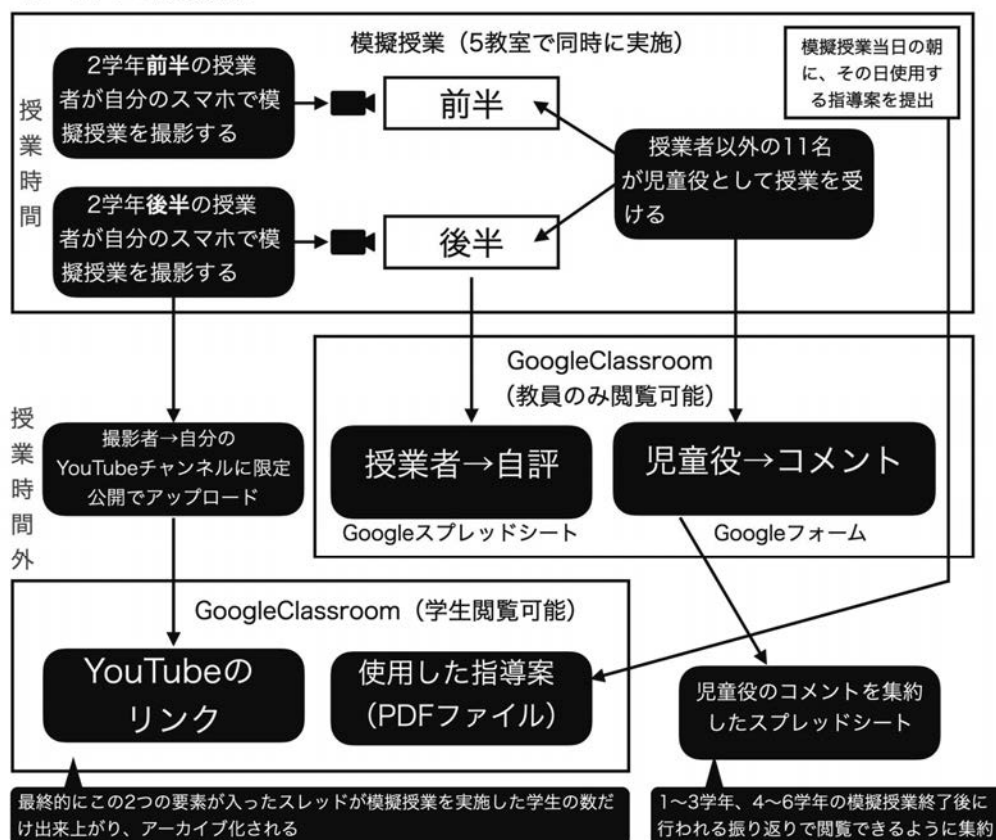 模擬授業（5教室で同時に実施）
模擬授業当日の朝
に、その日使用す
る指導案を提出
授業時間
2学年前半の授業
者が自分のスマホで模
擬授業を撮影する
前半
授業者以外の11名
が児童役として授業を受
ける
2学年後半の授業
者が自分のスマホで模
擬授業を撮影する
後半
授業時間外
GoogleClassroom
（教員のみ閲覧可能）
撮影者→自分の
YouTubeチャンネルに限定
公開でアップロード
授業者→自評
児童役→コメント
Googleスプレッドシート
Googleフォーム
GoogleClassroom（学生閲覧可能）
YouTubeの
リンク
使用した指導案
（PDFファイル）
児童役のコメントを集約
したスプレッドシート
最終的にこの2つの要素が入ったスレッドが模擬授業を実施した学生の数だ
け出来上がり、アーカイブ化される
1〜3学年、4〜6学年の模擬授業終了後に
行われる振り返りで閲覧できるように集約